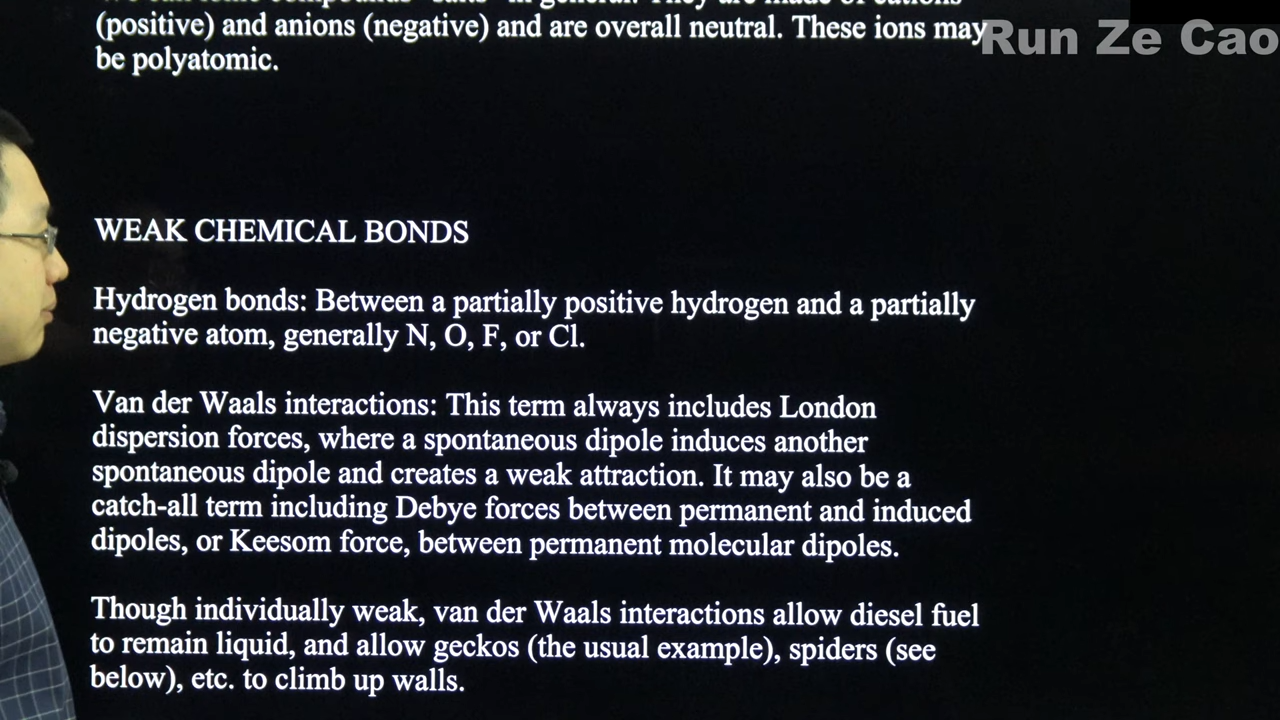 (positive) and anions (negative) and are overall neutral. These ions may
Run Ze Cao
be polyatomic.
WEAK CHEMICAL BONDS
Hydrogen bonds: Between a partially positive hydrogen and a partially
negative atom, generally N, O, F, or Cl.
Van der Waals interactions: This term always includes London
dispersion forces, where a spontaneous dipole induces another
spontaneous dipole and creates a weak attraction. It may also be a
catch-all term including Debye forces between permanent and induced
dipoles, or Keesom force, between permanent molecular dipoles.
Though individually weak, van der Waals interactions allow diesel fuel
to remain liquid, and allow geckos (the usual example), spiders (see
below), etc. to climb up walls.